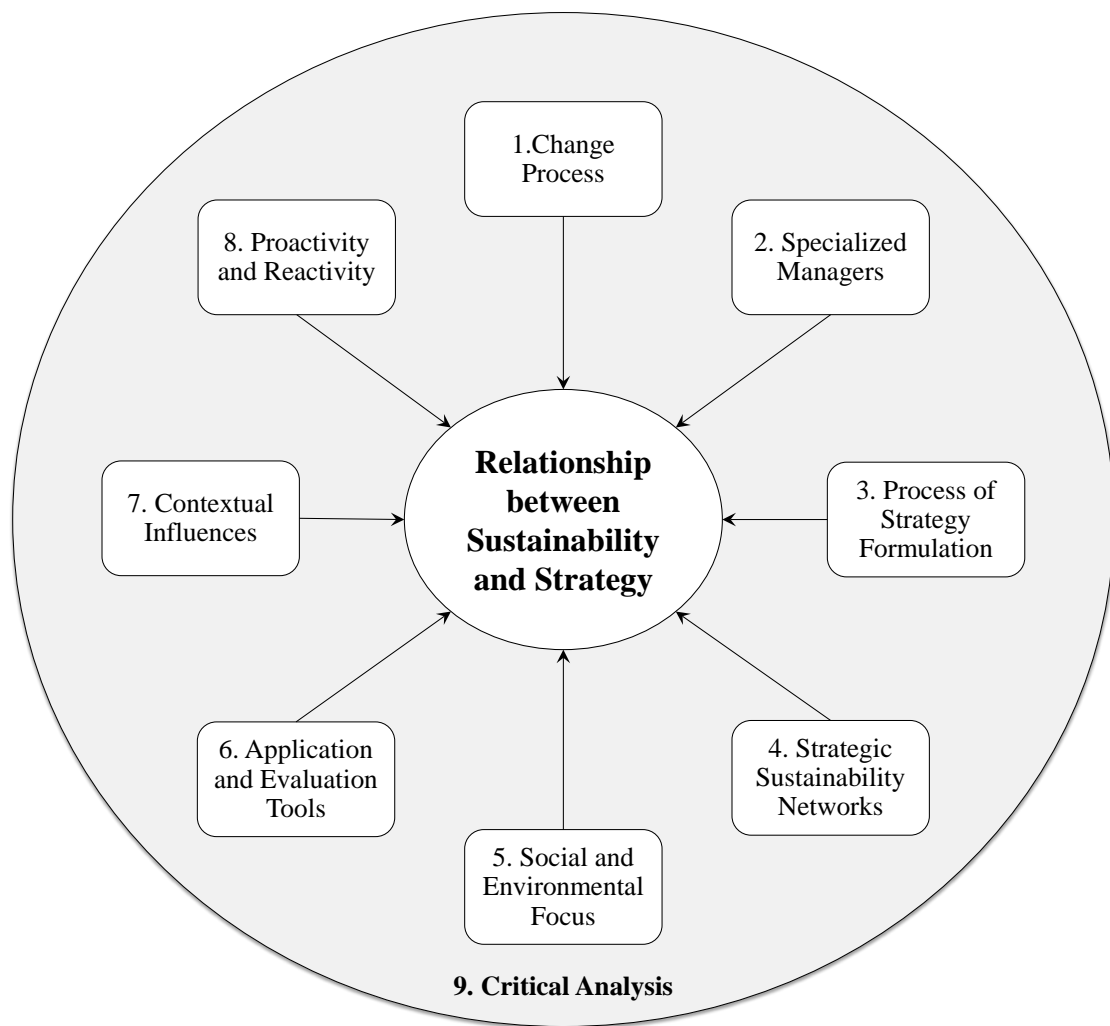 1.Change
Process
2. Specialized
Managers
3. Process of
Strategy
Formulation
4. Strategic
Sustainability
Networks
5. Social and
Environmental
Focus
6. Application
and Evaluation
Tools
7. Contextual
Influences
8. Proactivity
and Reactivity
Relationship
between
Sustainability
and Strategy
9. Critical Analysis